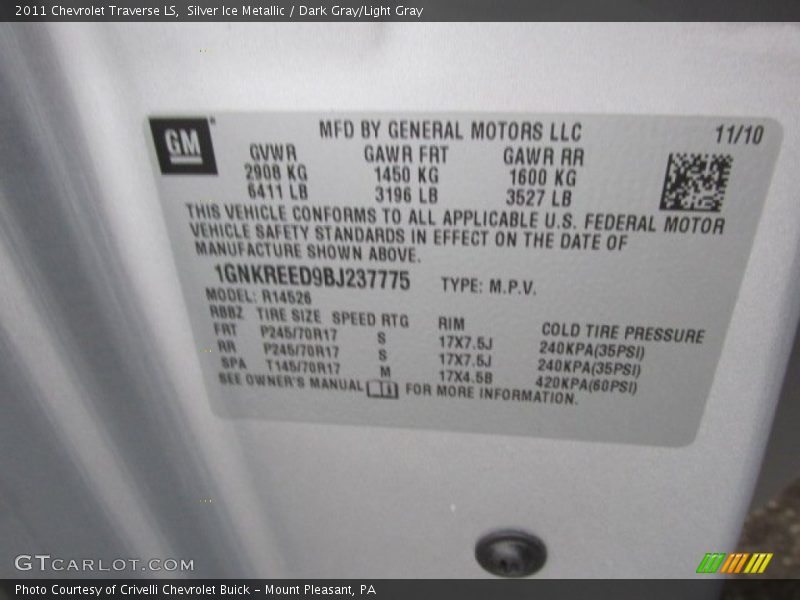 2011 Chevrolet Traverse LS, Silver Ice Metallic / Dark Gray/Light Gray
GM
MFD BY GENERAL MOTORS LLC 11/10
GVWR GAWR FRT GAWR RR
2908 KG 1450 KG 1600 KG
6411 LB 3196 LB 3527 LB
THIS VEHICLE CONFORMS TO ALL APPLICABLE U.S. FEDERAL MOTOR
VEHICLE SAFETY STANDARDS IN EFFECT ON THE DATE OF
MANUFACTURE SHOWN ABOVE.
1GNKREED9BJ237775 TYPE: M.P.V.
MODEL: R14526
RBBZ TIRE SIZE SPEED RTG RIM COLD TIRE PRESSURE
FRT P245/70R17 S 17X7.5J 240KPA(35PSI)
RR P245/70R17 S 17X7.5J 240KPA(35PSI)
SPA T145/70R17 M 17X4.5B 420KPA(60PSI)
SEE OWNER'S MANUAL FOR MORE INFORMATION.
GTCARLOT.COM
Photo Courtesy of Crivelli Chevrolet Buick - Mount Pleasant, PA